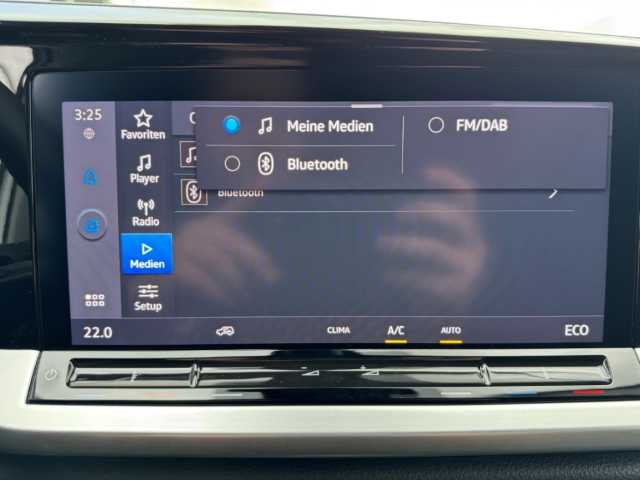 3:25
Favoriten
Player
Radio
Medien
Setup
Meine Medien
FM/DAB
Bluetooth
Bluetooth
22.0
CLIMA
A/C
AUTO
ECO